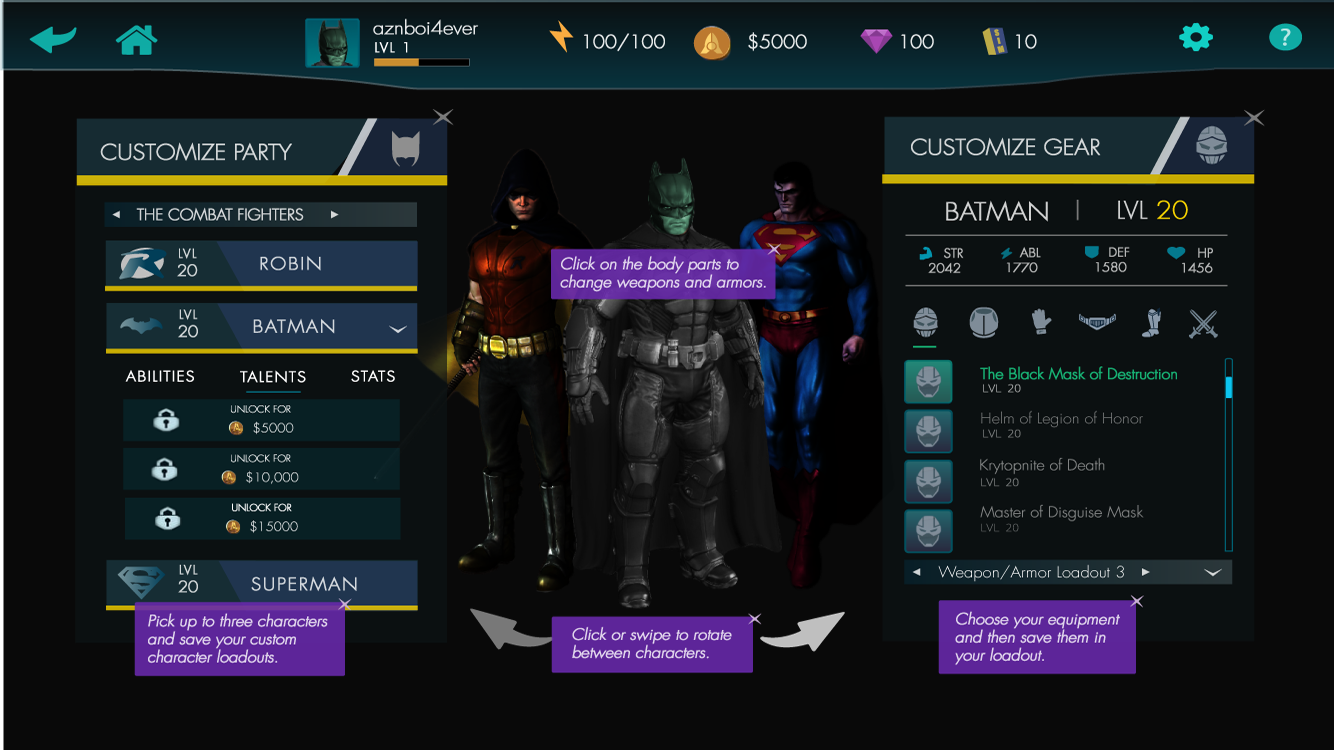 aznboi4ever
LVL 1
100/100
$5000
100
10
?
CUSTOMIZE PARTY
THE COMBAT FIGHTERS
LVL
20
ROBIN
LVL
20
BATMAN
ABILITIES TALENTS STATS
UNLOCK FOR
$5000
UNLOCK FOR
$10,000
UNLOCK FOR
$15000
LVL
20
SUPERMAN
Pick up to three characters
and save your custom
character loadouts.
Click on the body parts to
change weapons and armors.
Click or swipe to rotate
between characters.
CUSTOMIZE GEAR
BATMAN | LVL 20
STR
2042
ABL
1770
DEF
1580
HP
1456
The Black Mask of Destruction
LVL 20
Helm of Legion of Honor
LVL 20
Krytopnite of Death
LVL 20
Master of Disguise Mask
LVL 20
Weapon/Armor Loadout 3
Choose your equipment
and then save them in
your loadout.